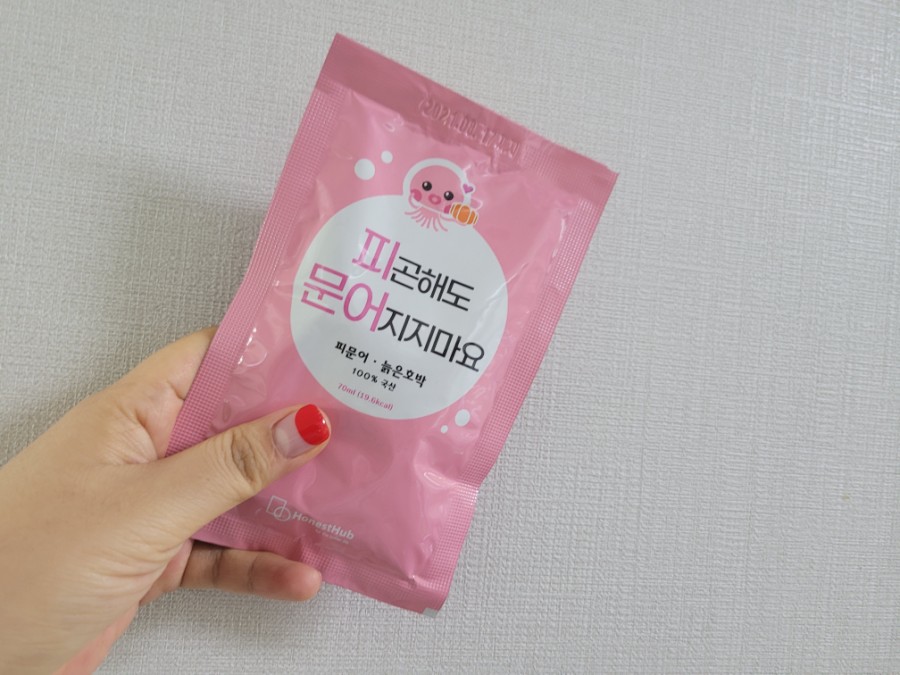 피곤해도
문어지지마요
피문어 · 늙은호박
100% 국산
70ml (19.6kcal)
HonestHub